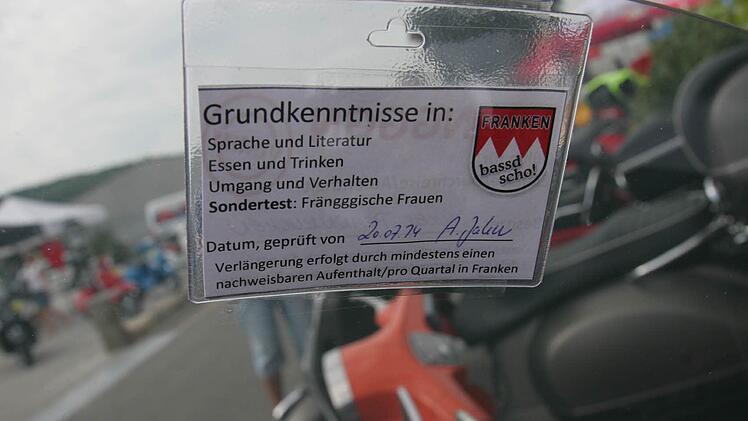 Grundkenntnisse in:
Sprache und Literatur
Essen und Trinken
Umgang und Verhalten
Sondertest: Frängggische Frauen
Datum, geprüft von 20.07.14
Verlängerung erfolgt durch mindestens einen
nachweisbaren Aufenthalt/pro Quartal in Franken
FRANKEN
bassd
scho!